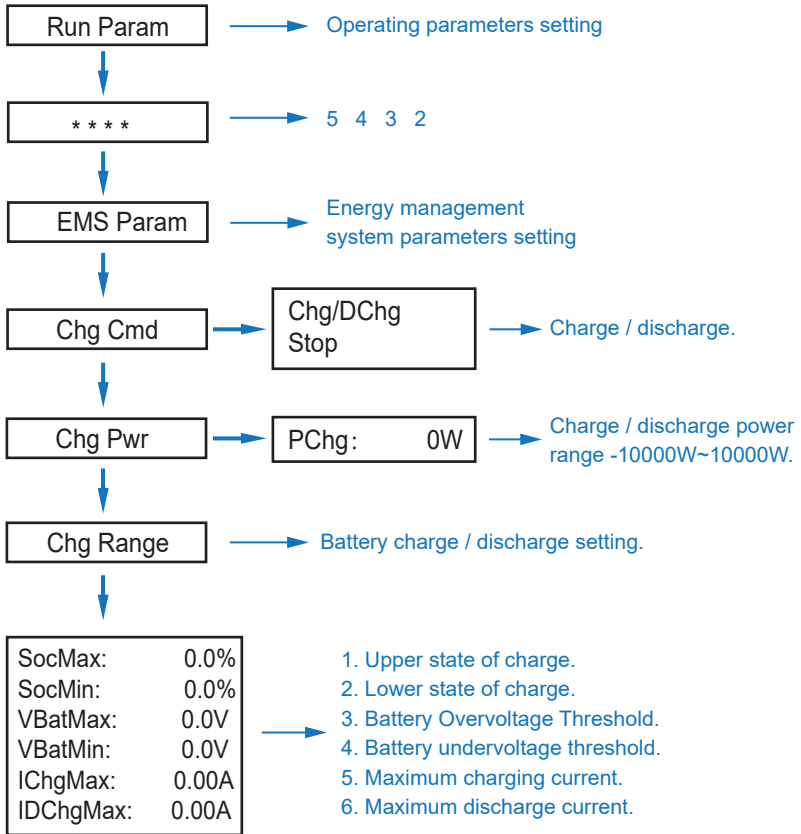 Run Param
Operating parameters setting
* * * *
5 4 3 2
EMS Param
Energy management
system parameters setting
Chg Cmd
Chg/DChg
Stop
Charge / discharge.
Chg Pwr
PChg: 0W
Charge / discharge power
range -10000W~10000W.
Chg Range
Battery charge / discharge setting.
SocMax: 0.0%
SocMin: 0.0%
VBatMax: 0.0V
VBatMin: 0.0V
IChgMax: 0.00A
IDChgMax: 0.00A
1. Upper state of charge.
2. Lower state of charge.
3. Battery Overvoltage Threshold.
4. Battery undervoltage threshold.
5. Maximum charging current.
6. Maximum discharge current.